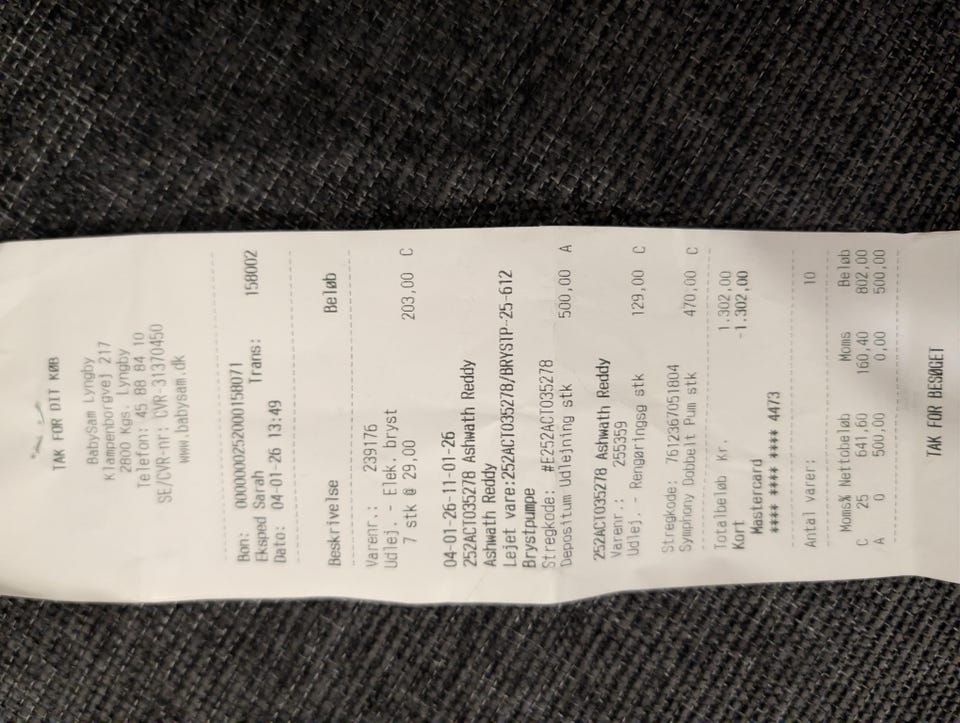 TAK FOR DIT KØB
BabySam Lyngby
Klampenborgvej 217
2800 Kgs. Lyngby
Telefon: 45 88 84 10
SE/CVR-nr: CVR 31370450
www.babysam.dk
Bon: 00000002520000158071
Eksped Sarah Trans: 158002
Dato: 04-01-26 13:49
Beskrivelse Beløb
Varenr.: 239176
Udlej. - Elek. bryst
7 stk @ 29,00 203,00 C
04-01-26-11-01-26
252ACT035278 Ashwath Reddy
Ashwath Reddy
Lejet vare:252ACT035278/BRYSTP-25-612
Brystpumpe
Stregkode: #E252ACT035278
Depositum Udlejning stk 500,00 A
252ACT035278 Ashwath Reddy
Varenr.: 255359
Udlej. - Rengøringsg stk 129,00 C
Stregkode: 7612367051804
Symphony Dobbelt Pum stk 470,00 C
Totalbeløb Kr. 1.302,00
Kort -1.302,00
Mastercard
**** **** **** 4473
Antal varer: 10
Moms% Nettobeløb Moms Beløb
C 25 641,60 160,40 802,00
A 0 500,00 0,00 500,00
TAK FOR BESØGET